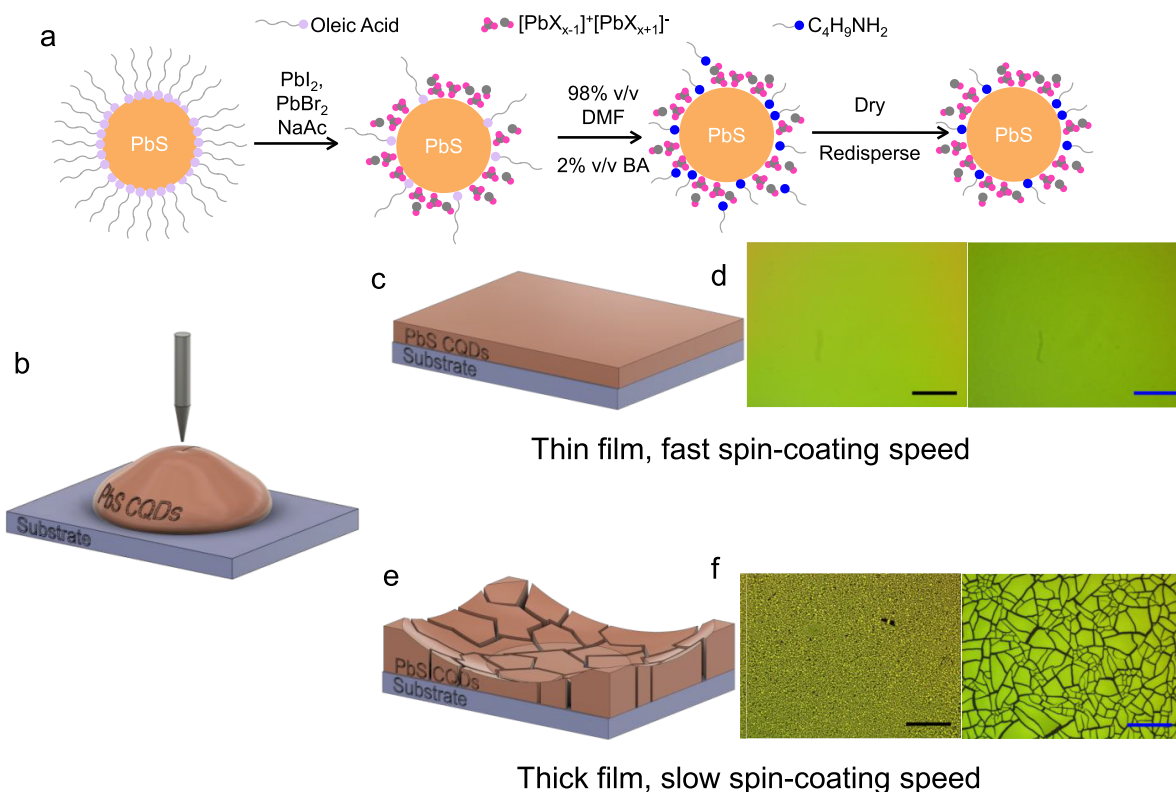 a
Oleic Acid
[PbXₓ₋₁]⁺[PbXₓ₊₁]⁻
C₄H₉NH₂
PbS
PbI₂,
PbBr₂
NaAc
PbS
98% v/v
DMF
2% v/v BA
PbS
Dry
Redisperse
PbS
b
PbS CQDs
Substrate
c
PbS CQDs
Substrate
d
Thin film, fast spin-coating speed
e
PbS CQDs
Substrate
f
Thick film, slow spin-coating speed